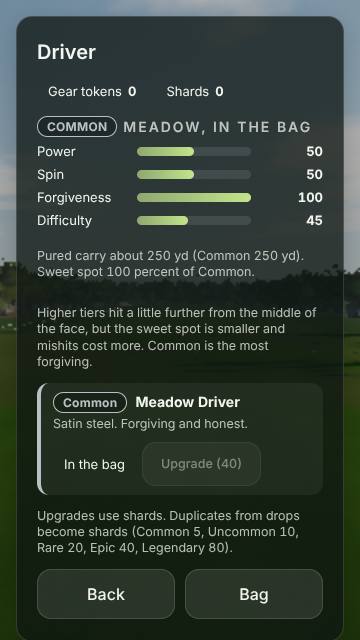 Driver
Gear tokens 0 Shards 0
COMMON MEADOW, IN THE BAG
Power 50
Spin 50
Forgiveness 100
Difficulty 45
Pured carry about 250 yd (Common 250 yd).
Sweet spot 100 percent of Common.
Higher tiers hit a little further from the middle of
the face, but the sweet spot is smaller and
mishits cost more. Common is the most
forgiving.
Common Meadow Driver
Satin steel. Forgiving and honest.
In the bag Upgrade (40)
Upgrades use shards. Duplicates from drops
become shards (Common 5, Uncommon 10,
Rare 20, Epic 40, Legendary 80).
Back Bag